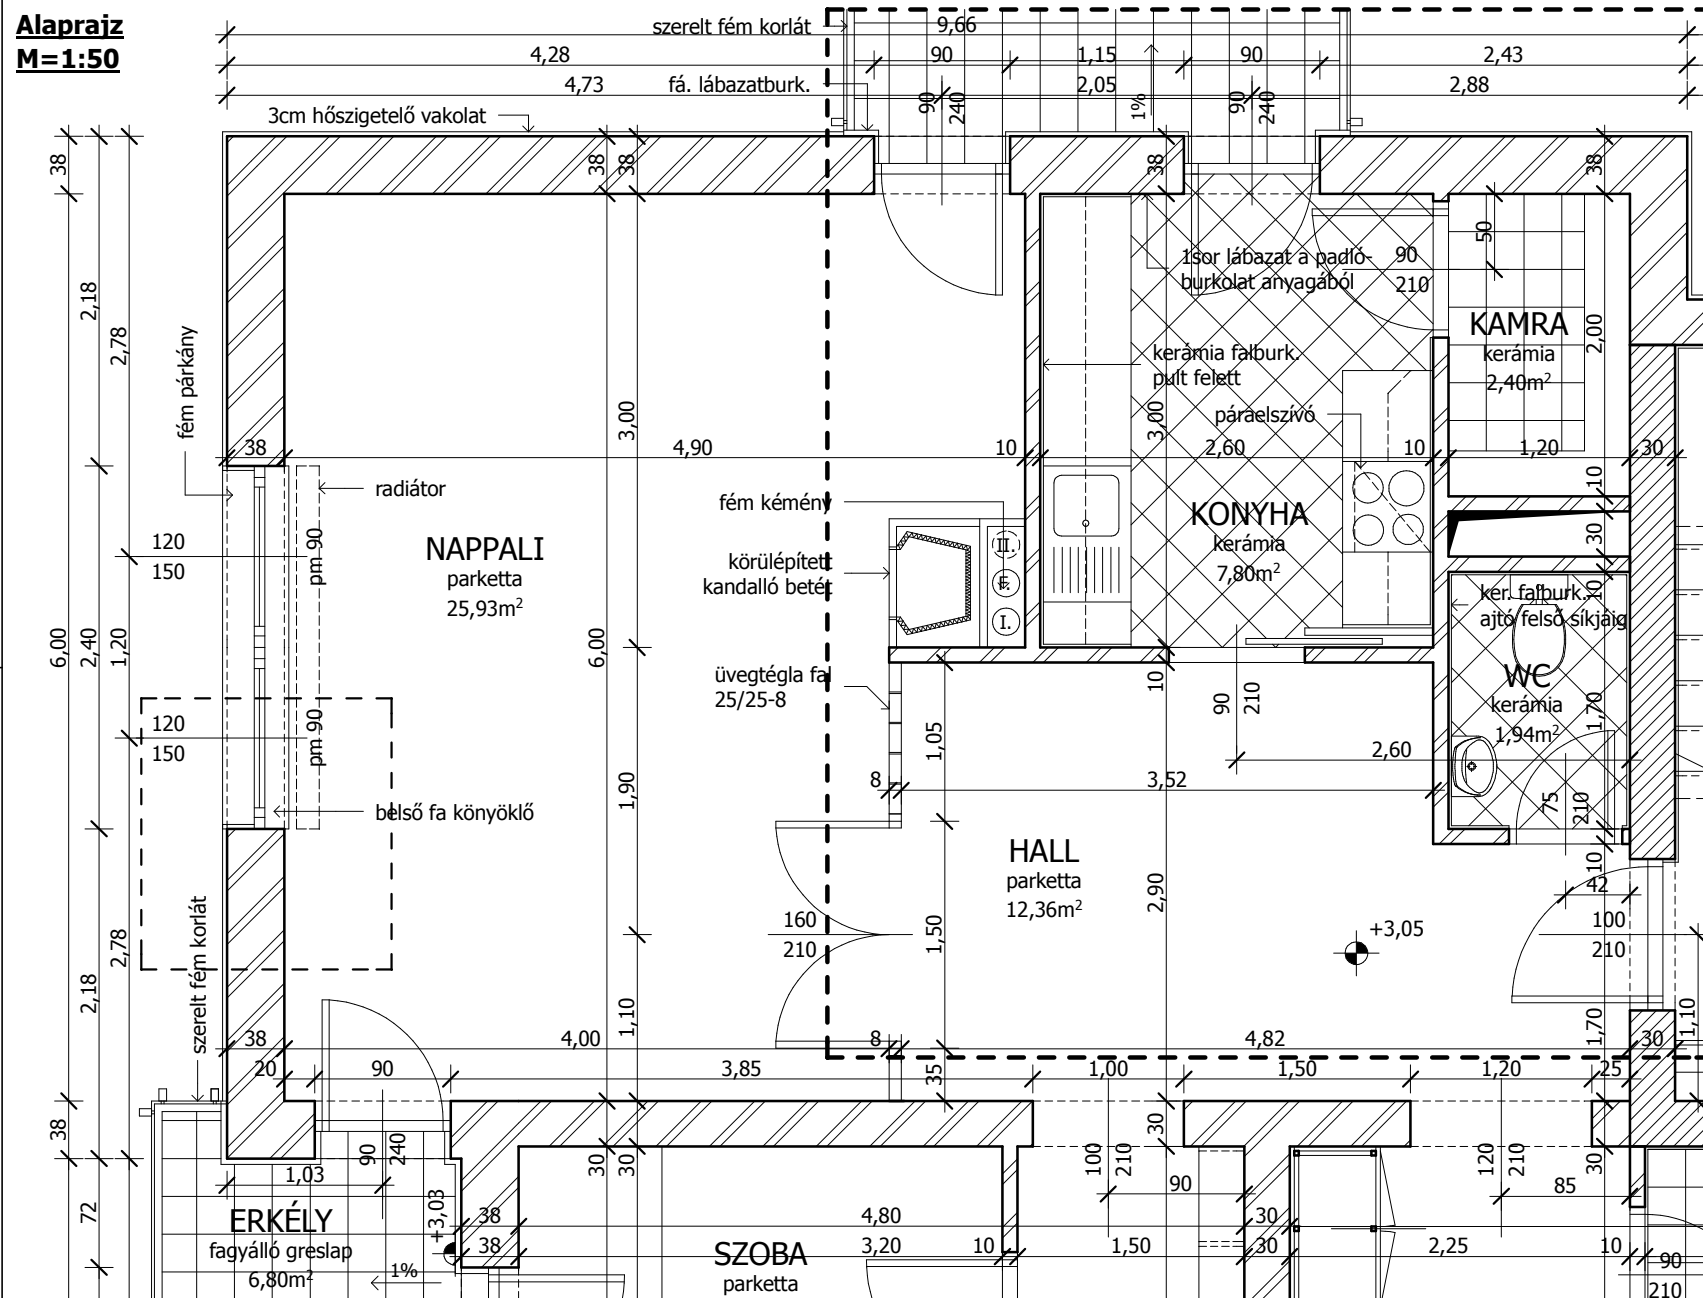 Alaprajz
M=1:50
szerelt fém korlát
9,66
4,28
90
1,15
90
2,43
4,73
fá. lábazatburk.
2,05
2,88
90
240
1%
90
240
3cm hőszigetelő vakolat
38
38
38
38
38
2,18
2,78
fém párkány
3,00
1sor lábazat a padló-
burkolat anyagából
90
210
50
KAMRA
kerámia
2,40m²
2,00
kerámia falburk.
pult felett
3,00
páraelszívó
38
4,90
10
2,60
10
1,20
30
radiátor
fém kémény
10
NAPPALI
parketta
25,93m²
KONYHA
kerámia
7,80m²
30
120
150
pm 90
körülépített
kandalló betét
II.
F.
I.
ker. falburk.
ajtó felső síkjáig
10
6,00
2,40
1,20
6,00
üvegtégla fal
25/25-8
10
90
210
WC
kerámia
1,94m²
1,70
120
150
pm 90
1,05
2,60
8
3,52
1,90
belső fa könyöklő
75
210
HALL
parketta
12,36m²
2,90
10
42
160
210
1,50
+3,05
100
210
2,78
2,18
szerelt fém korlát
1,10
1,70
1,10
38
4,00
8
4,82
30
20
90
3,85
35
1,00
1,50
1,20
25
38
90
240
30
30
30
100
210
120
210
30
1,03
90
85
72
ERKÉLY
fagyálló greslap
6,80m²
+3,03
1%
38
4,80
30
38
SZOBA
parketta
3,20
10
1,50
30
2,25
10
90
210